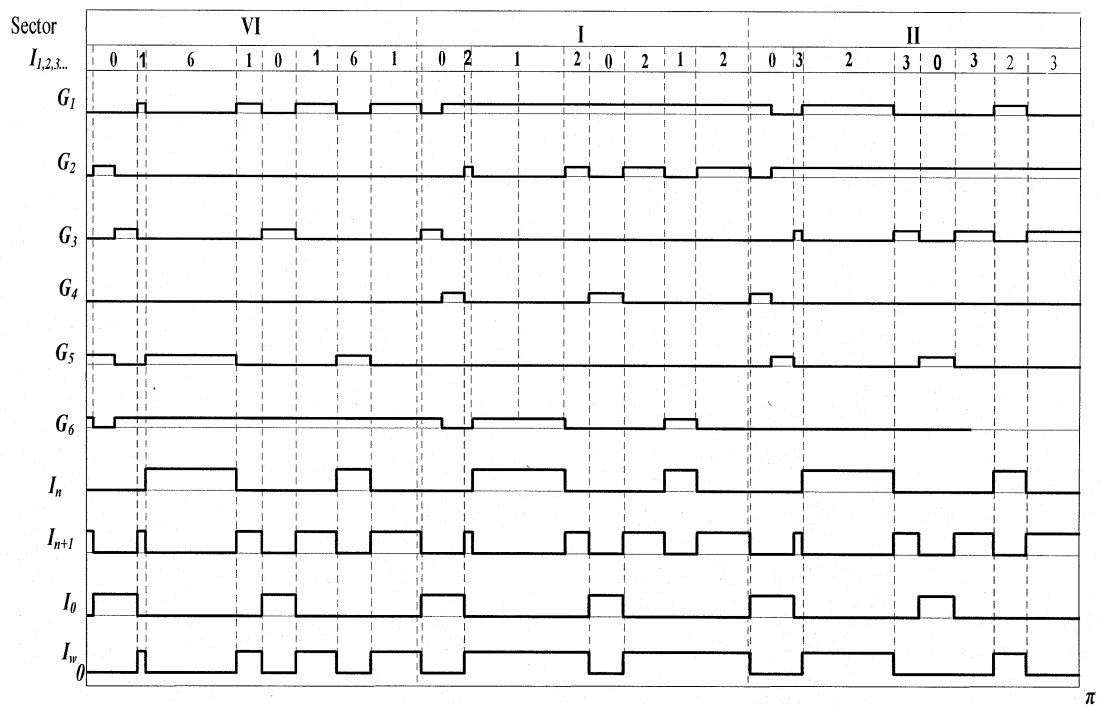 Sector VI I II
I1,2,3... 0 1 6 1 0 1 6 1 0 2 1 2 0 2 1 2 0 3 2 3 0 3 2 3
G1
G2
G3
G4
G5
G6
In
In+1
I0
Iw 0
π